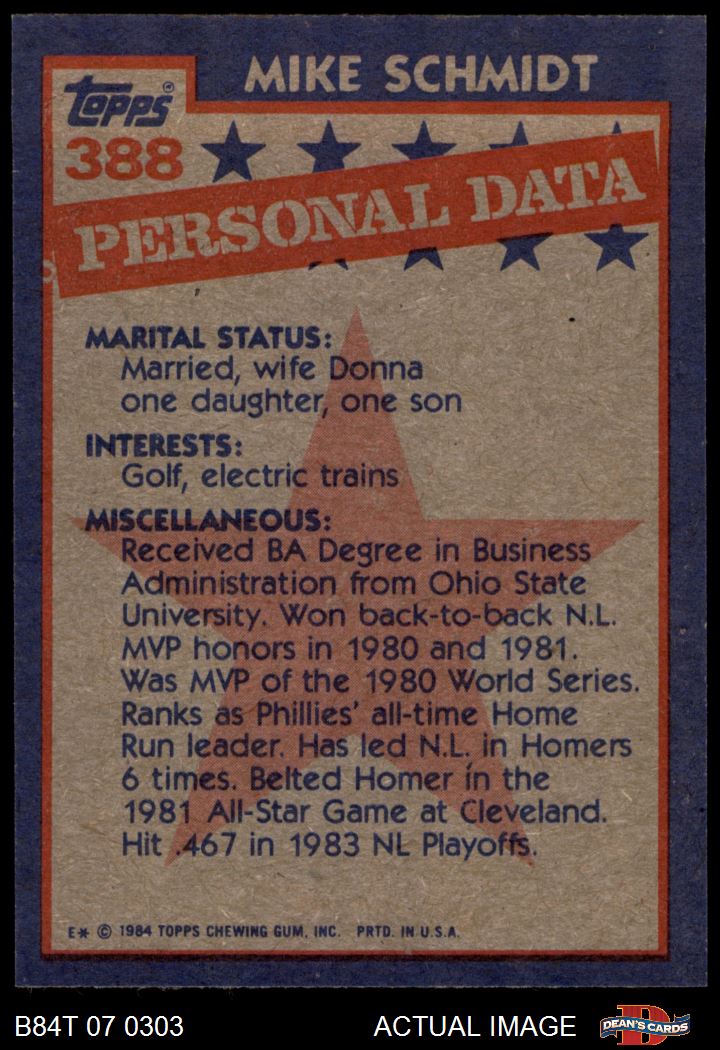 MIKE SCHMIDT
Topps®
388
PERSONAL DATA
MARITAL STATUS:
Married, wife Donna
one daughter, one son
INTERESTS:
Golf, electric trains
MISCELLANEOUS:
Received BA Degree in Business
Administration from Ohio State
University. Won back-to-back N.L.
MVP honors in 1980 and 1981.
Was MVP of the 1980 World Series.
Ranks as Phillies' all-time Home
Run leader. Has led N.L. in Homers
6 times. Belted Homer in the
1981 All-Star Game at Cleveland.
Hit .467 in 1983 NL Playoffs.
E* © 1984 TOPPS CHEWING GUM, INC. PRTD. IN U.S.A.
B84T 07 0303 ACTUAL IMAGE D DEAN'S CARDS